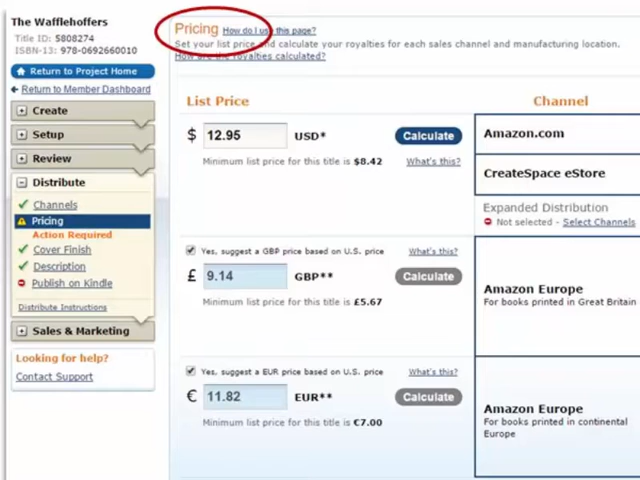 The Wafflehoffers
Title ID: 5808274
ISBN-13: 978-0692660010
Return to Project Home
Return to Member Dashboard
Create
Setup
Review
Distribute
Channels
Pricing
Action Required
Cover Finish
Description
Publish on Kindle
Distribute Instructions
Sales & Marketing
Looking for help?
Contact Support
Pricing How do I use this page?
Set your list price and calculate your royalties for each sales channel and manufacturing location.
How are the royalties calculated?
List Price
Channel
$ 12.95 USD* Calculate
Minimum list price for this title is $8.42 What's this?
Amazon.com
CreateSpace eStore
Expanded Distribution
Not selected - Select Channels
Yes, suggest a GBP price based on U.S. price What's this?
£ 9.14 GBP** Calculate
Minimum list price for this title is £5.67
Amazon Europe
For books printed in Great Britain
Yes, suggest a EUR price based on U.S. price What's this?
€ 11.82 EUR** Calculate
Minimum list price for this title is €7.00
Amazon Europe
For books printed in continental
Europe